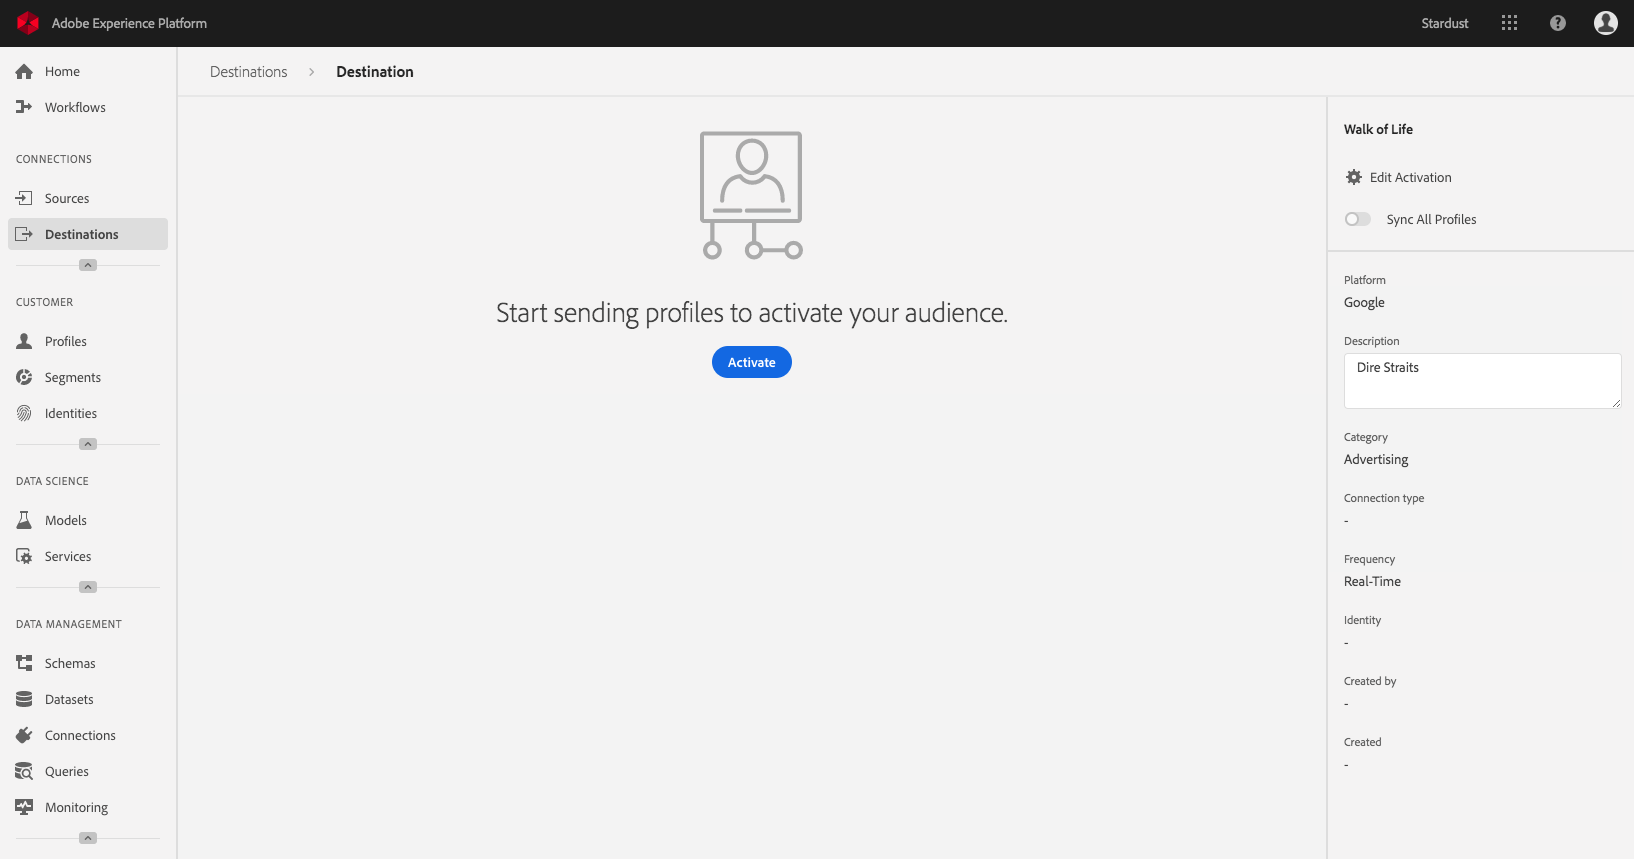 Adobe Experience Platform
Stardust
Home
Workflows
CONNECTIONS
Sources
Destinations
CUSTOMER
Profiles
Segments
Identities
DATA SCIENCE
Models
Services
DATA MANAGEMENT
Schemas
Datasets
Connections
Queries
Monitoring
Destinations > Destination
Start sending profiles to activate your audience.
Activate
Walk of Life
Edit Activation
Sync All Profiles
Platform
Google
Description
Dire Straits
Category
Advertising
Connection type
-
Frequency
Real-Time
Identity
-
Created by
-
Created
-